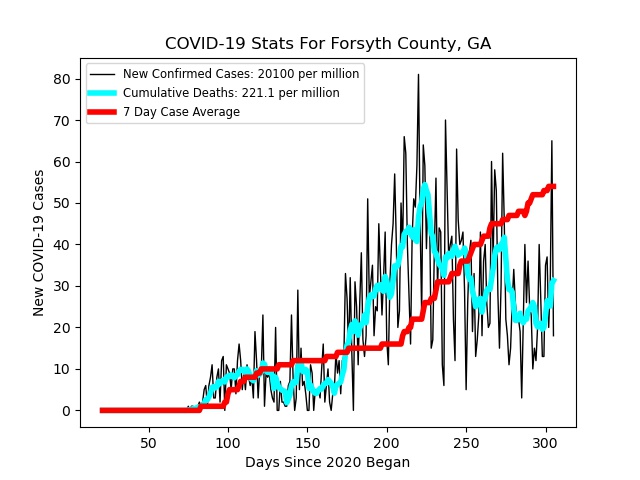 COVID-19 Stats For Forsyth County, GA
New Confirmed Cases: 20100 per million
Cumulative Deaths: 221.1 per million
7 Day Case Average
New COVID-19 Cases
80
70
60
50
40
30
20
10
0
50 100 150 200 250 300
Days Since 2020 Began